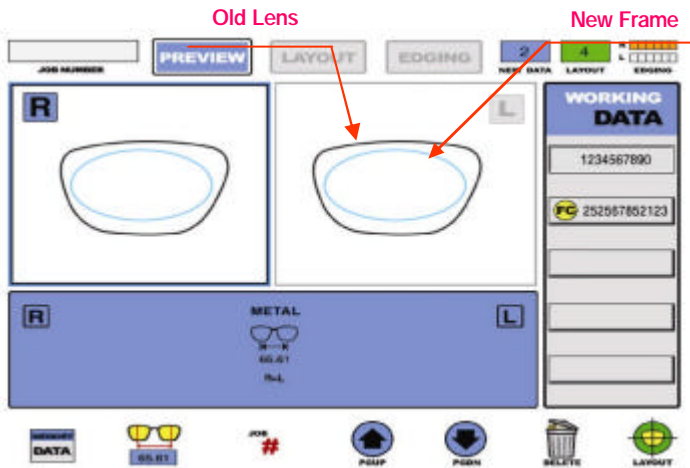 Old Lens
New Frame
JOB NUMBER
PREVIEW
LAYOUT
EDGING
2
NEXT DATA
4
LAYOUT
R
L
EDGING
R
L
WORKING
DATA
1234567890
FC 252567852123
R
METAL
L
65.61
R=L
DATA
65.61
JOB
#
PGUP
PGDN
DELETE
LAYOUT